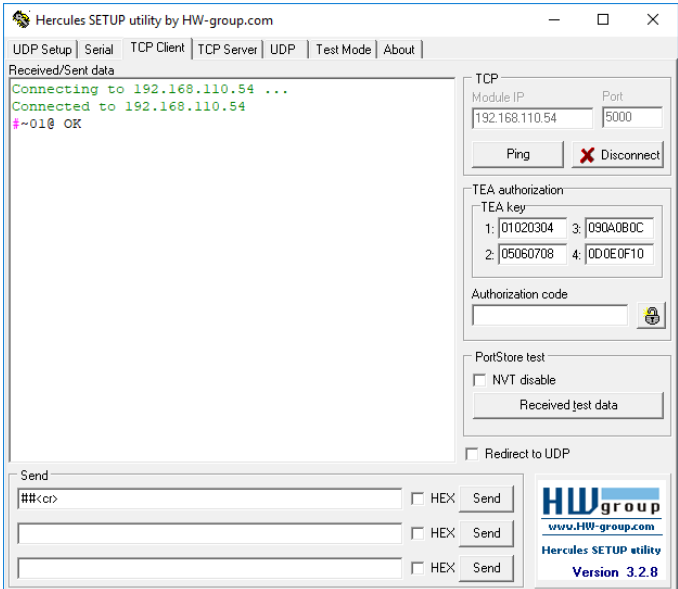 Hercules SETUP utility by HW-group.com
UDP Setup Serial TCP Client TCP Server UDP Test Mode About
Received/Sent data
Connecting to 192.168.110.54 ...
Connected to 192.168.110.54
#~01@ OK
TCP
Module IP Port
192.168.110.54 5000
Ping Disconnect
TEA authorization
TEA key
1: 01020304 3: 090A0B0C
2: 05060708 4: 0D0E0F10
Authorization code
PortStore test
NVT disable
Received test data
Redirect to UDP
Send
##<cr> HEX Send
HEX Send
HEX Send
HW group
www.HW-group.com
Hercules SETUP utility
Version 3.2.8